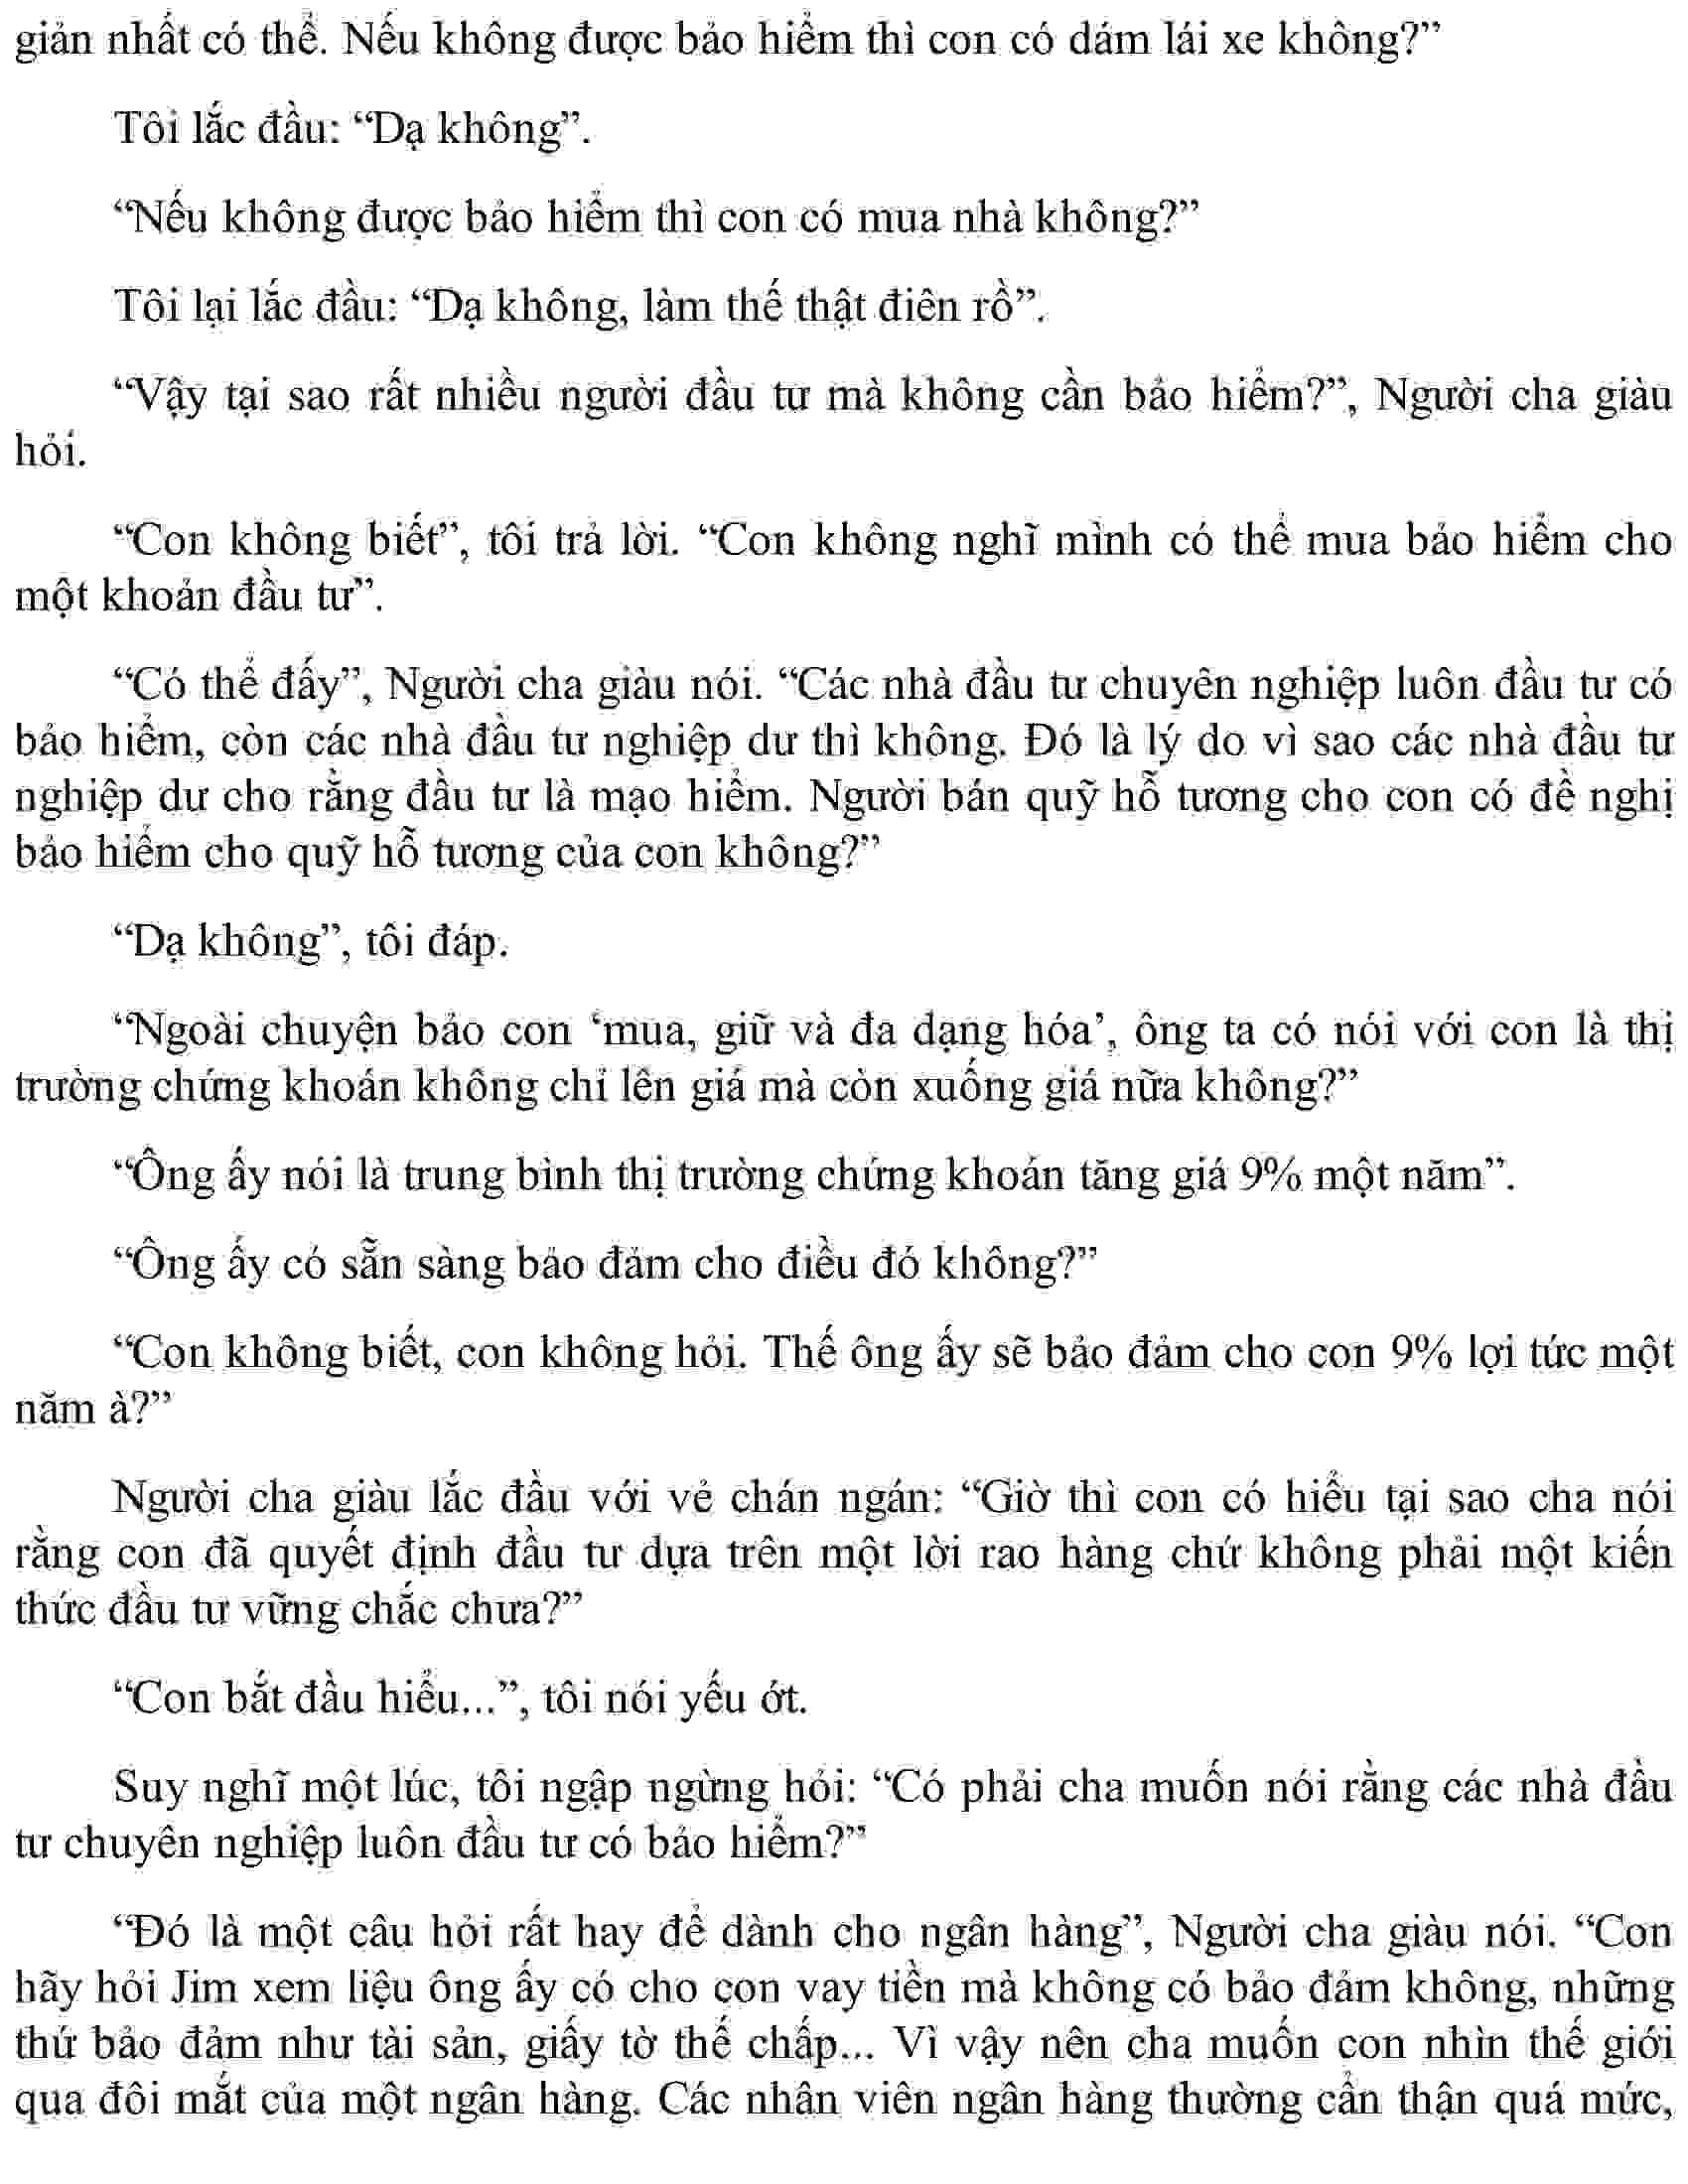 giản nhất có thể. Nếu không được bảo hiểm thì con có dám lái xe không?”
Tôi lắc đầu: “Dạ không”.
“Nếu không được bảo hiểm thì con có mua nhà không?”
Tôi lại lắc đầu: “Dạ không, làm thế thật điên rồ”.
“Vậy tại sao rất nhiều người đầu tư mà không cần bảo hiểm?”, Người cha giàu
hỏi.
“Con không biết”, tôi trả lời. “Con không nghĩ mình có thể mua bảo hiểm cho
một khoản đầu tư”.
“Có thể đấy”, Người cha giàu nói. “Các nhà đầu tư chuyên nghiệp luôn đầu tư có
bảo hiểm, còn các nhà đầu tư nghiệp dư thì không. Đó là lý do vì sao các nhà đầu tư
nghiệp dư cho rằng đầu tư là mạo hiểm. Người bán quỹ hỗ tương cho con có đề nghị
bảo hiểm cho quỹ hỗ tương của con không?”
“Dạ không”, tôi đáp.
“Ngoài chuyện bảo con ‘mua, giữ và đa dạng hóa’, ông ta có nói với con là thị
trường chứng khoán không chỉ lên giá mà còn xuống giá nữa không?”
“Ông ấy nói là trung bình thị trường chứng khoán tăng giá 9% một năm”.
“Ông ấy có sẵn sàng bảo đảm cho điều đó không?”
“Con không biết, con không hỏi. Thế ông ấy sẽ bảo đảm cho con 9% lợi tức một
năm à?”
Người cha giàu lắc đầu với vẻ chán ngán: “Giờ thì con có hiểu tại sao cha nói
rằng con đã quyết định đầu tư dựa trên một lời rao hàng chứ không phải một kiến
thức đầu tư vững chắc chưa?”
“Con bắt đầu hiểu...”, tôi nói yếu ớt.
Suy nghĩ một lúc, tôi ngập ngừng hỏi: “Có phải cha muốn nói rằng các nhà đầu
tư chuyên nghiệp luôn đầu tư có bảo hiểm?”
“Đó là một câu hỏi rất hay để dành cho ngân hàng”, Người cha giàu nói. “Con
hãy hỏi Jim xem liệu ông ấy có cho con vay tiền mà không có bảo đảm không, những
thứ bảo đảm như tài sản, giấy tờ thế chấp... Vì vậy nên cha muốn con nhìn thế giới
qua đôi mắt của một ngân hàng. Các nhân viên ngân hàng thường cẩn thận quá mức,